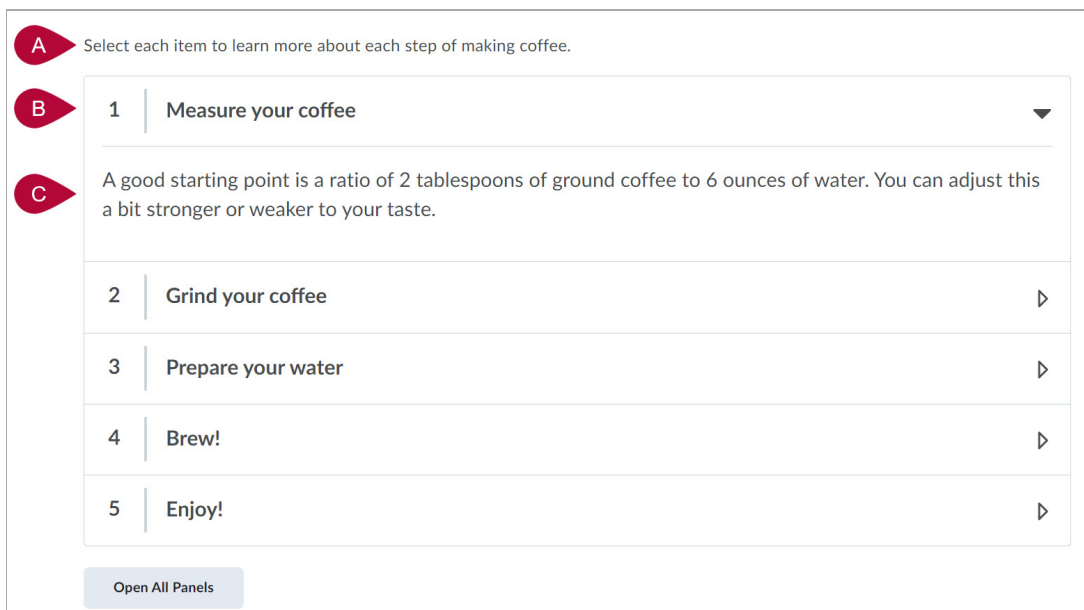 A
Select each item to learn more about each step of making coffee.
B
1 Measure your coffee
C
A good starting point is a ratio of 2 tablespoons of ground coffee to 6 ounces of water. You can adjust this
a bit stronger or weaker to your taste.
2 Grind your coffee
3 Prepare your water
4 Brew!
5 Enjoy!
Open All Panels